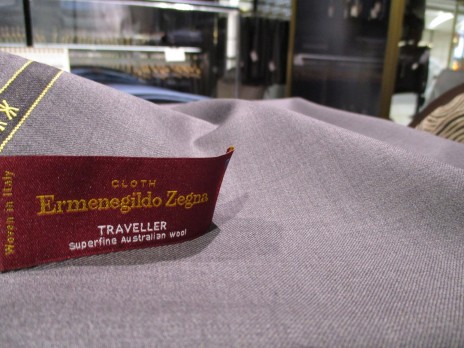 CLOTH
Ermenegildo Zegna
TRAVELLER
Superfine Australian wool
Woven in Italy